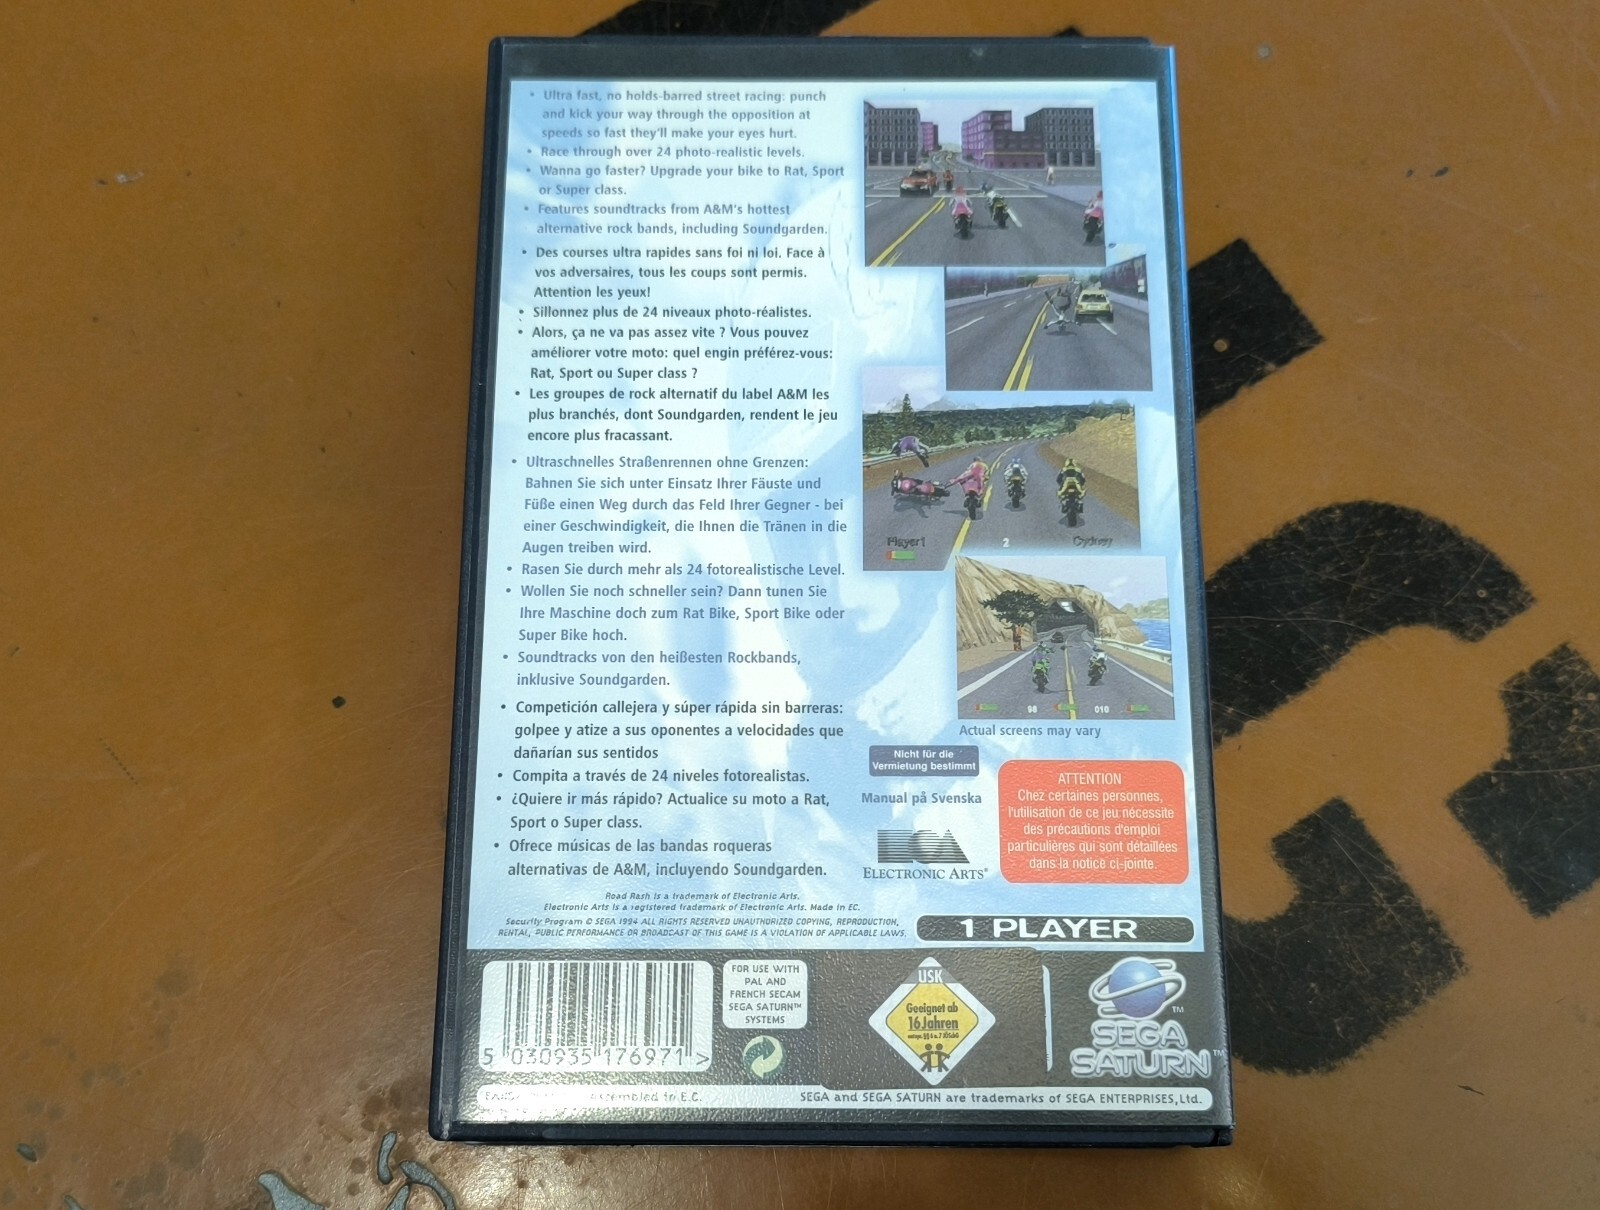 • Ultra fast, no holds-barred street racing: punch
and kick your way through the opposition at
speeds so fast they'll make your eyes hurt.
• Race through over 24 photo-realistic levels.
• Wanna go faster? Upgrade your bike to Rat, Sport
or Super class.
• Features soundtracks from A&M's hottest
alternative rock bands, including Soundgarden.
• Des courses ultra rapides sans foi ni loi. Face à
vos adversaires, tous les coups sont permis.
Attention les yeux!
• Sillonnez plus de 24 niveaux photo-réalistes.
• Alors, ça ne va pas assez vite ? Vous pouvez
améliorer votre moto: quel engin préférez-vous:
Rat, Sport ou Super class ?
• Les groupes de rock alternatif du label A&M les
plus branchés, dont Soundgarden, rendent le jeu
encore plus fracassant.
• Ultraschnelles Straßenrennen ohne Grenzen:
Bahnen Sie sich unter Einsatz Ihrer Fäuste und
Füße einen Weg durch das Feld Ihrer Gegner - bei
einer Geschwindigkeit, die Ihnen die Tränen in die
Augen treiben wird.
• Rasen Sie durch mehr als 24 fotorealistische Level.
• Wollen Sie noch schneller sein? Dann tunen Sie
Ihre Maschine doch zum Rat Bike, Sport Bike oder
Super Bike hoch.
• Soundtracks von den heißesten Rockbands,
inklusive Soundgarden.
• Competición callejera y súper rápida sin barreras:
golpee y atize a sus oponentes a velocidades que
dañarían sus sentidos
• Compita a través de 24 niveles fotorealistas.
• ¿Quiere ir más rápido? Actualice su moto a Rat,
Sport o Super class.
• Ofrece músicas de las bandas roqueras
alternativas de A&M, incluyendo Soundgarden.
Player1 2 Cydney
98 010
Actual screens may vary
Nicht für die
Vermietung bestimmt
Manual på Svenska
ELECTRONIC ARTS®
ATTENTION
Chez certaines personnes,
l'utilisation de ce jeu nécessite
des précautions d'emploi
particulières qui sont détaillées
dans la notice ci-jointe.
Road Rash is a trademark of Electronic Arts.
Electronic Arts is a registered trademark of Electronic Arts. Made in EC.
Security Program © SEGA 1994 ALL RIGHTS RESERVED UNAUTHORIZED COPYING, REPRODUCTION,
RENTAL, PUBLIC PERFORMANCE OR BROADCAST OF THIS GAME IS A VIOLATION OF APPLICABLE LAWS.
1 PLAYER
5 030935 176971 >
FOR USE WITH
PAL AND
FRENCH SECAM
SEGA SATURN™
SYSTEMS
USK
Geeignet ab
16 Jahren
SEGA
SATURN™
Assembled in E.C.
SEGA and SEGA SATURN are trademarks of SEGA ENTERPRISES, Ltd.